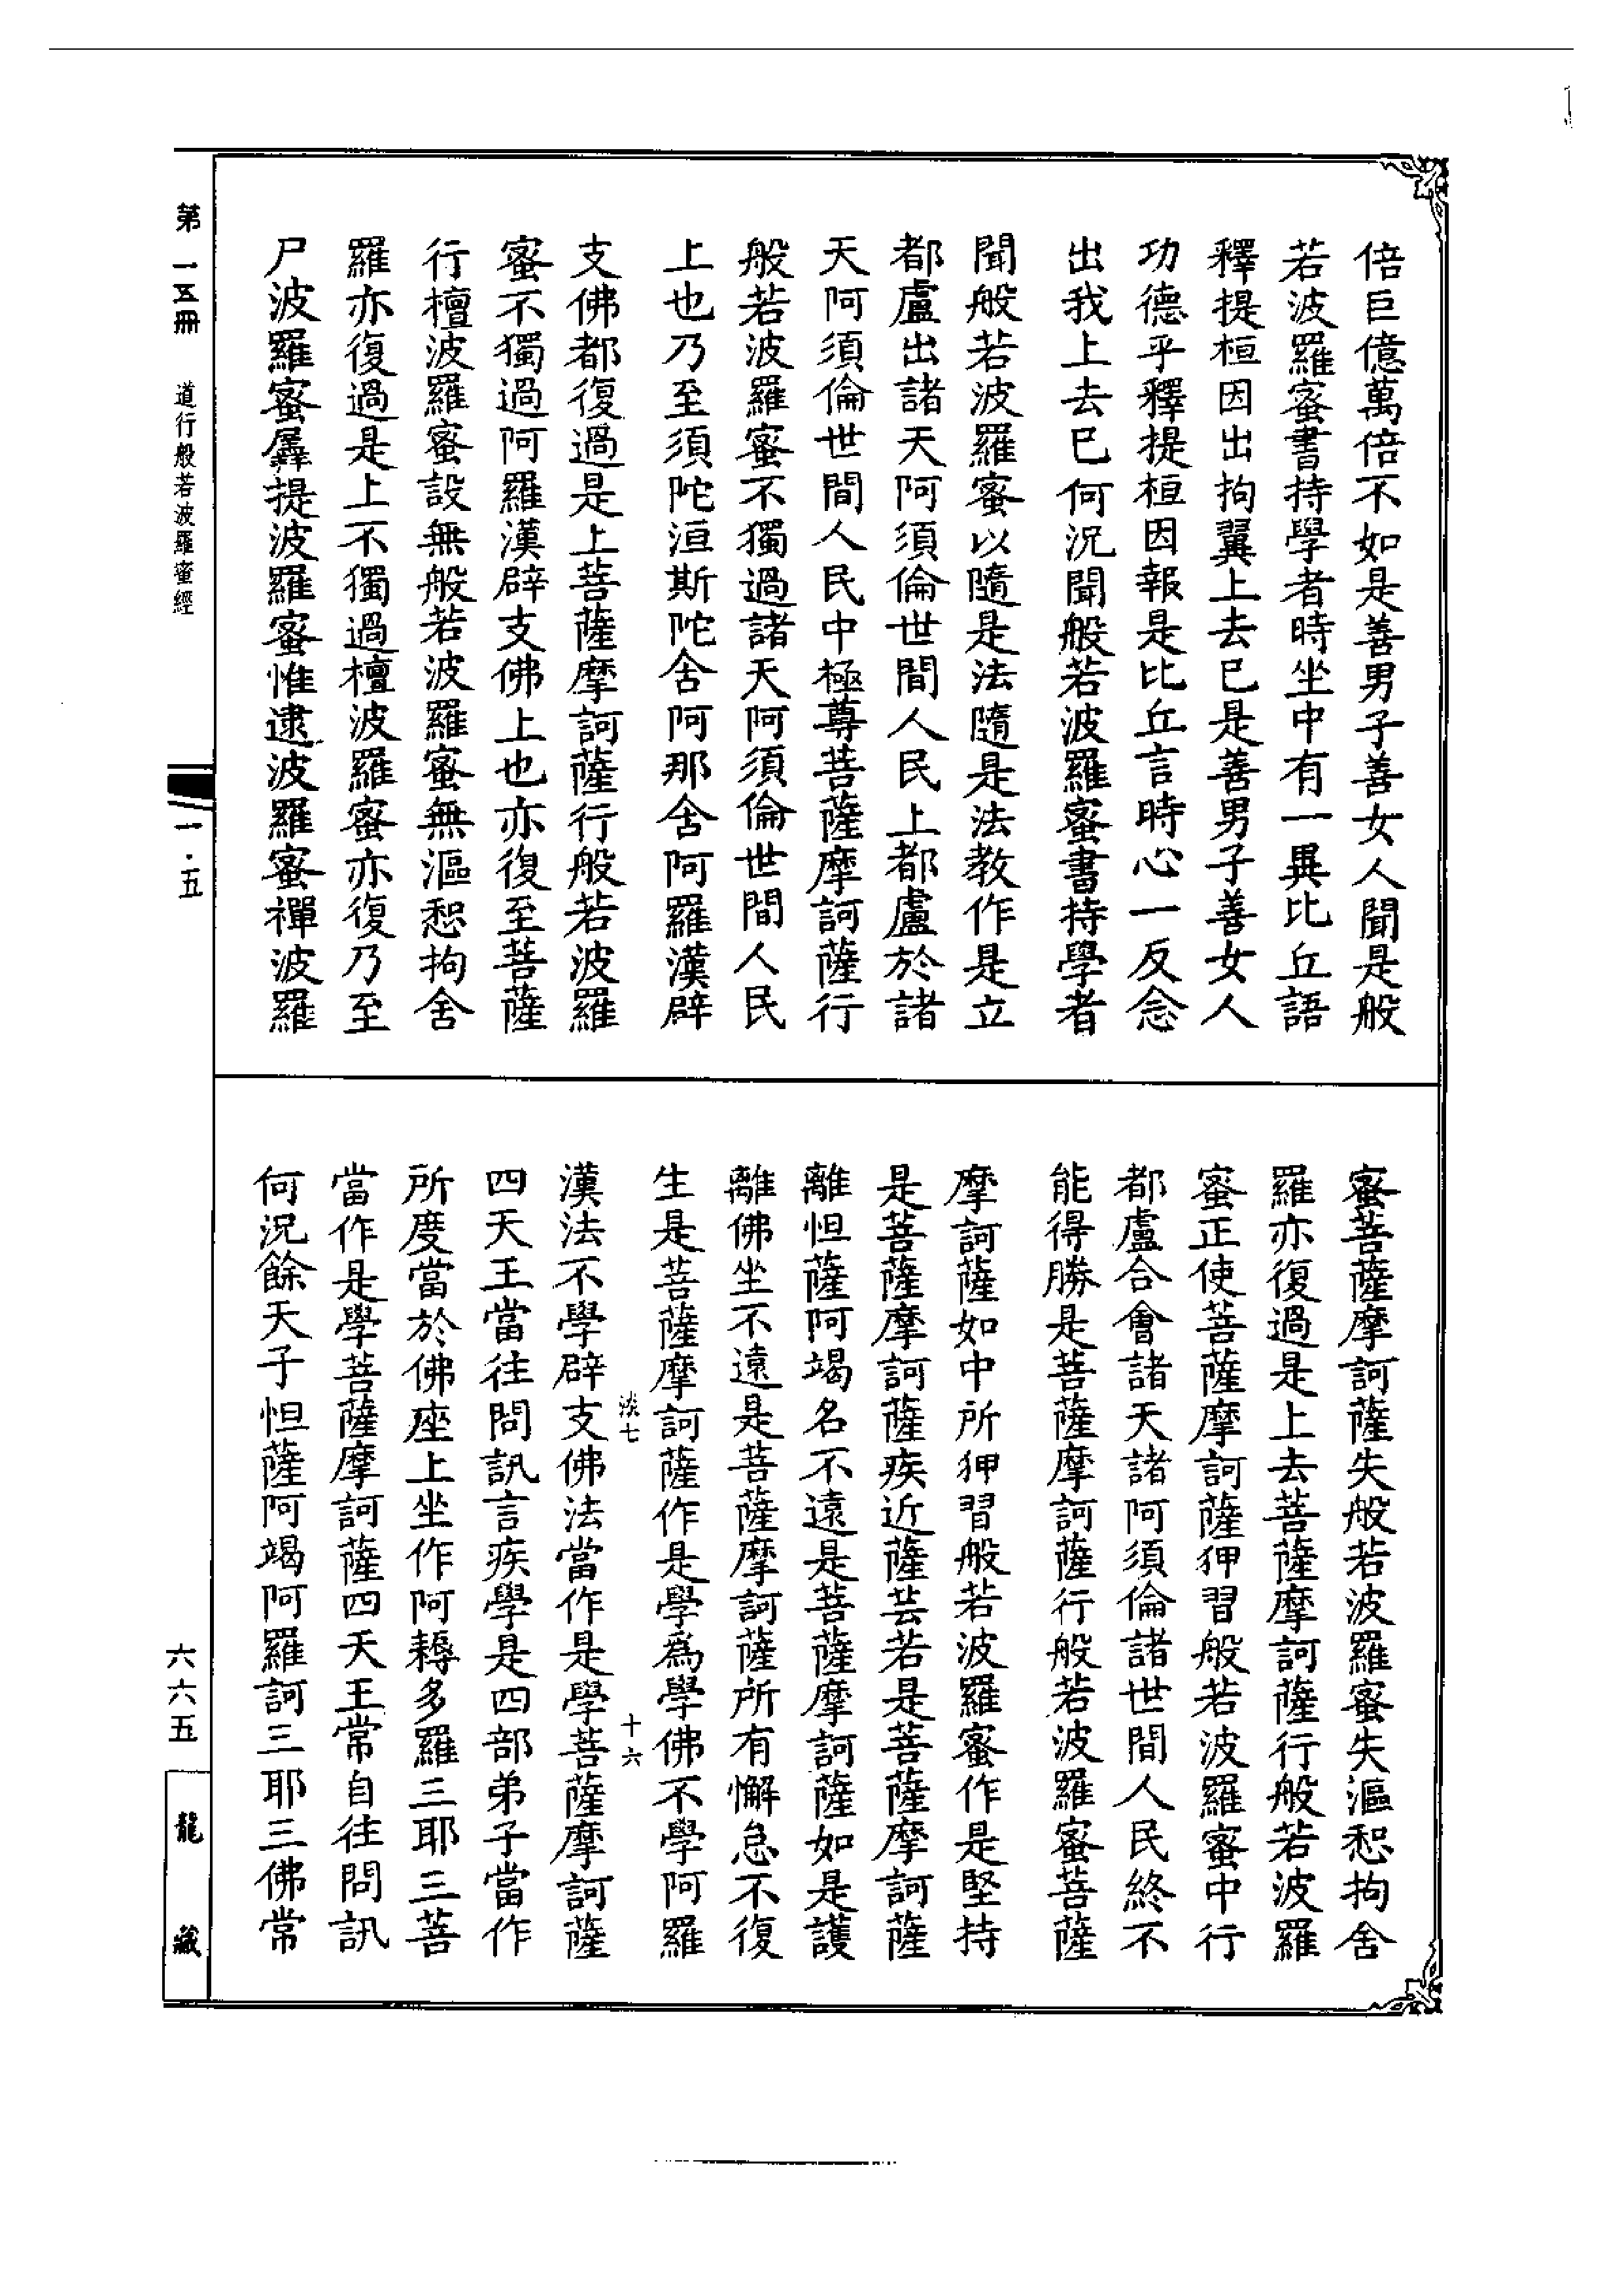 倍巨億萬倍不如是善男子善女人聞是般
若波羅蜜書持學者時坐中有一異比丘語
釋提桓因出拘翼上去已是善男子善女人
功德乎釋提桓因報是比丘言時心一反念
出我上去已何況聞般若波羅蜜書持學者
聞般若波羅蜜以隨是法隨是法教作是立
都盧出諸天阿須倫世間人民上都盧於諸
天阿須倫世間人民中極尊菩薩摩訶薩行
般若波羅蜜不獨過諸天阿須倫世間人民
上也乃至須陀洹斯陀舍阿那舍阿羅漢辟
支佛都復過是上菩薩摩訶薩行般若波羅
蜜不獨過阿羅漢辟支佛上也亦復至菩薩
行檀波羅蜜設無般若波羅蜜無漚惒拘舍
羅亦復過是上不獨過檀波羅蜜亦復乃至
尸波羅蜜羼提波羅蜜惟逮波羅蜜禪波羅
蜜菩薩摩訶薩失般若波羅蜜失漚惒拘舍
羅亦復過是上去菩薩摩訶薩行般若波羅
蜜正使菩薩摩訶薩狎習般若波羅蜜中行
都盧合會諸天諸阿須倫諸世間人民終不
能得勝是菩薩摩訶薩行般若波羅蜜菩薩
摩訶薩如中所狎習般若波羅蜜作是堅持
是菩薩摩訶薩疾近薩芸若是菩薩摩訶薩
離怛薩阿竭名不遠是菩薩摩訶薩如是護
離佛坐不遠是菩薩摩訶薩所有懈怠不復
生是菩薩摩訶薩作是學為學佛不學阿羅
淡七 十六
漢法不學辟支佛法當作是學菩薩摩訶薩
四天王當往問訊言疾學是四部弟子當作
所度當於佛座上坐作阿耨多羅三耶三菩
當作是學菩薩摩訶薩四天王常自往問訊
何況餘天子怛薩阿竭阿羅訶三耶三佛常
第一五冊 道行般若波羅蜜經
一·五
六六五
龍藏